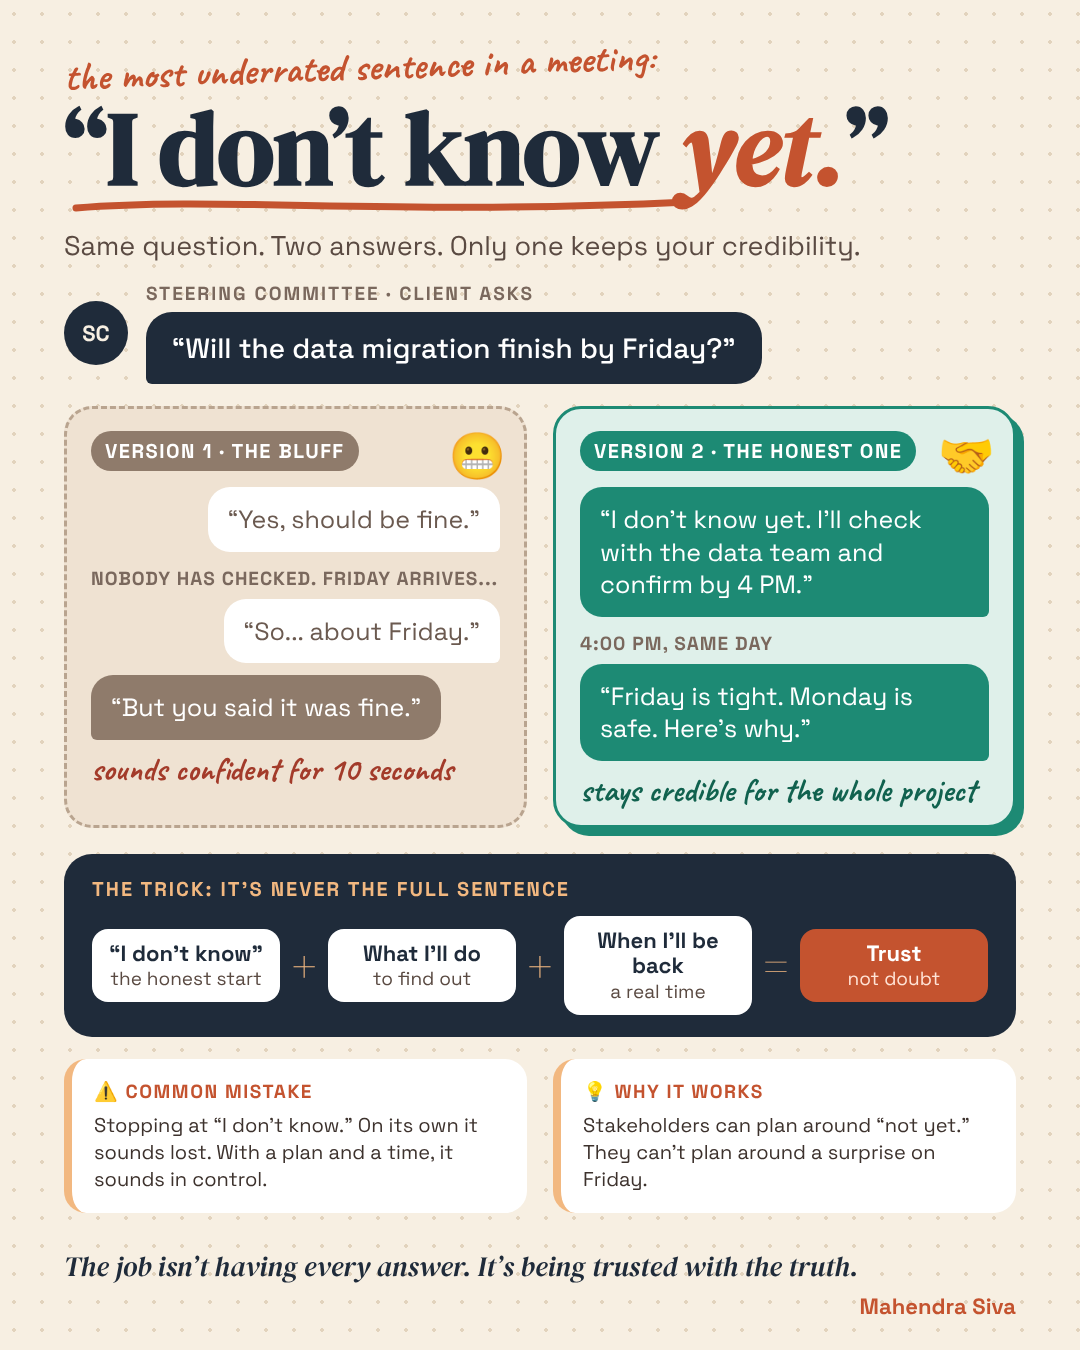 the most underrated sentence in a meeting:
“I don’t know yet.”
Same question. Two answers. Only one keeps your credibility.
STEERING COMMITTEE · CLIENT ASKS
SC
“Will the data migration finish by Friday?”
VERSION 1 · THE BLUFF
“Yes, should be fine.”
NOBODY HAS CHECKED. FRIDAY ARRIVES...
“So... about Friday.”
“But you said it was fine.”
sounds confident for 10 seconds
VERSION 2 · THE HONEST ONE
“I don’t know yet. I’ll check
with the data team and
confirm by 4 PM.”
4:00 PM, SAME DAY
“Friday is tight. Monday is
safe. Here’s why.”
stays credible for the whole project
THE TRICK: IT’S NEVER THE FULL SENTENCE
“I don’t know”
the honest start
+
What I’ll do
to find out
+
When I’ll be
back
a real time
=
Trust
not doubt
⚠️ COMMON MISTAKE
Stopping at “I don’t know.” On its own it
sounds lost. With a plan and a time, it
sounds in control.
💡 WHY IT WORKS
Stakeholders can plan around “not yet.”
They can’t plan around a surprise on
Friday.
The job isn’t having every answer. It’s being trusted with the truth.
Mahendra Siva